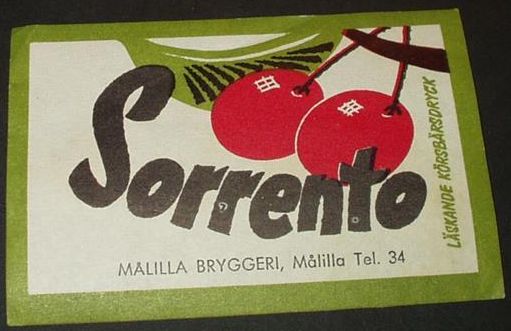 Sorrento
LÄSKANDE KÖRSBÄRSDRYCK
MÅLILLA BRYGGERI, Målilla Tel. 34